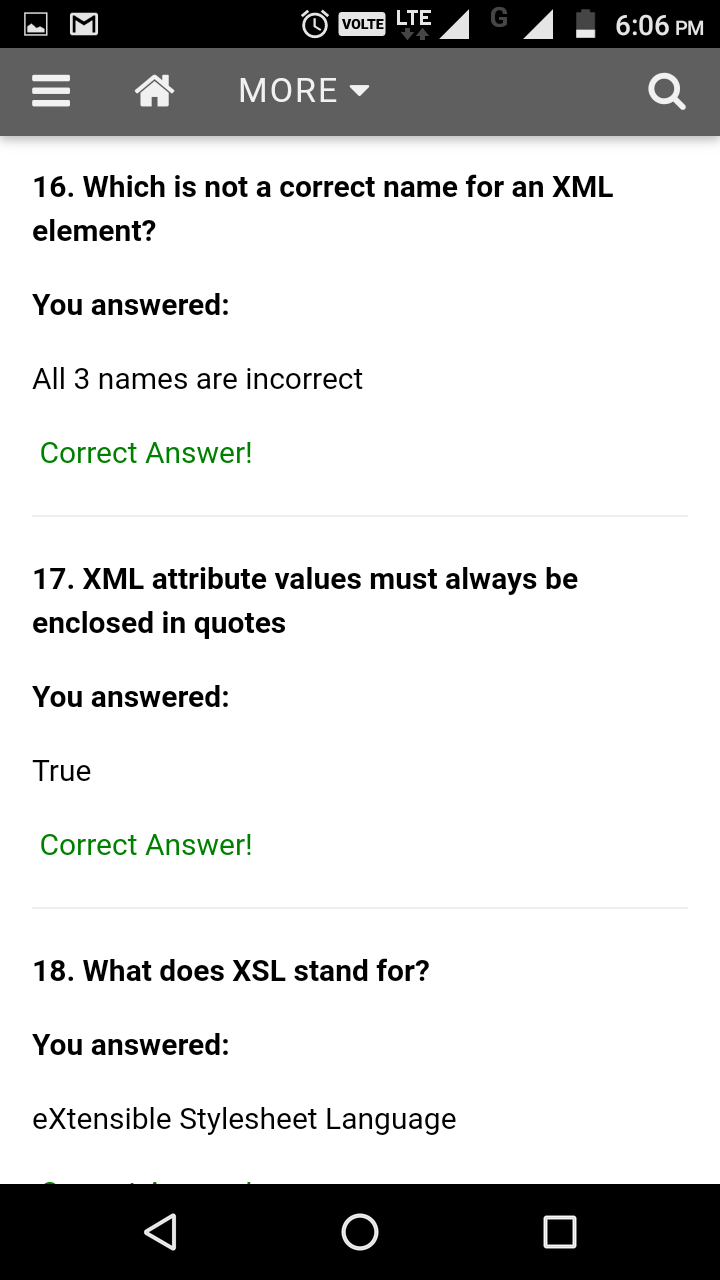 VOLTE LTE G 6:06 PM
MORE
16. Which is not a correct name for an XML
element?
You answered:
All 3 names are incorrect
Correct Answer!
17. XML attribute values must always be
enclosed in quotes
You answered:
True
Correct Answer!
18. What does XSL stand for?
You answered:
eXtensible Stylesheet Language